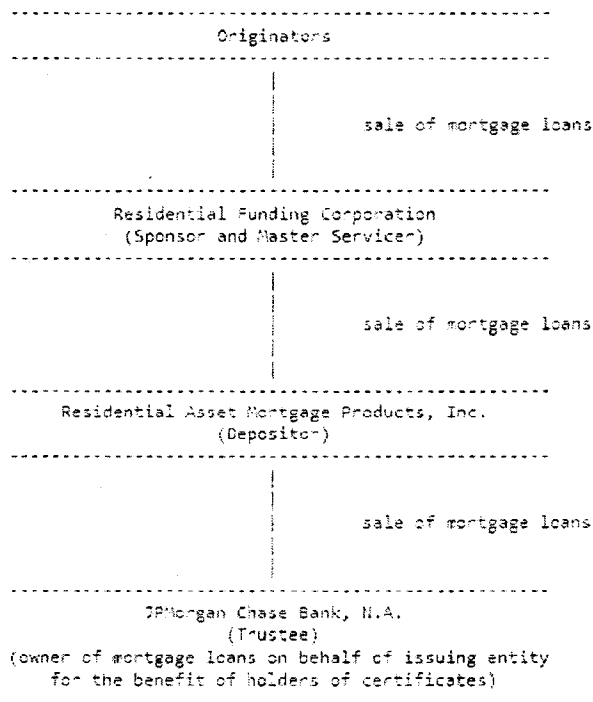 Originators
sale of mortgage loans
Residential Funding Corporation
(Sponsor and Master Servicer)
sale of mortgage loans
Residential Asset Mortgage Products, Inc.
(Depositor)
sale of mortgage loans
JPMorgan Chase Bank, N.A.
(Trustee)
(owner of mortgage loans on behalf of issuing entity
for the benefit of holders of certificates)